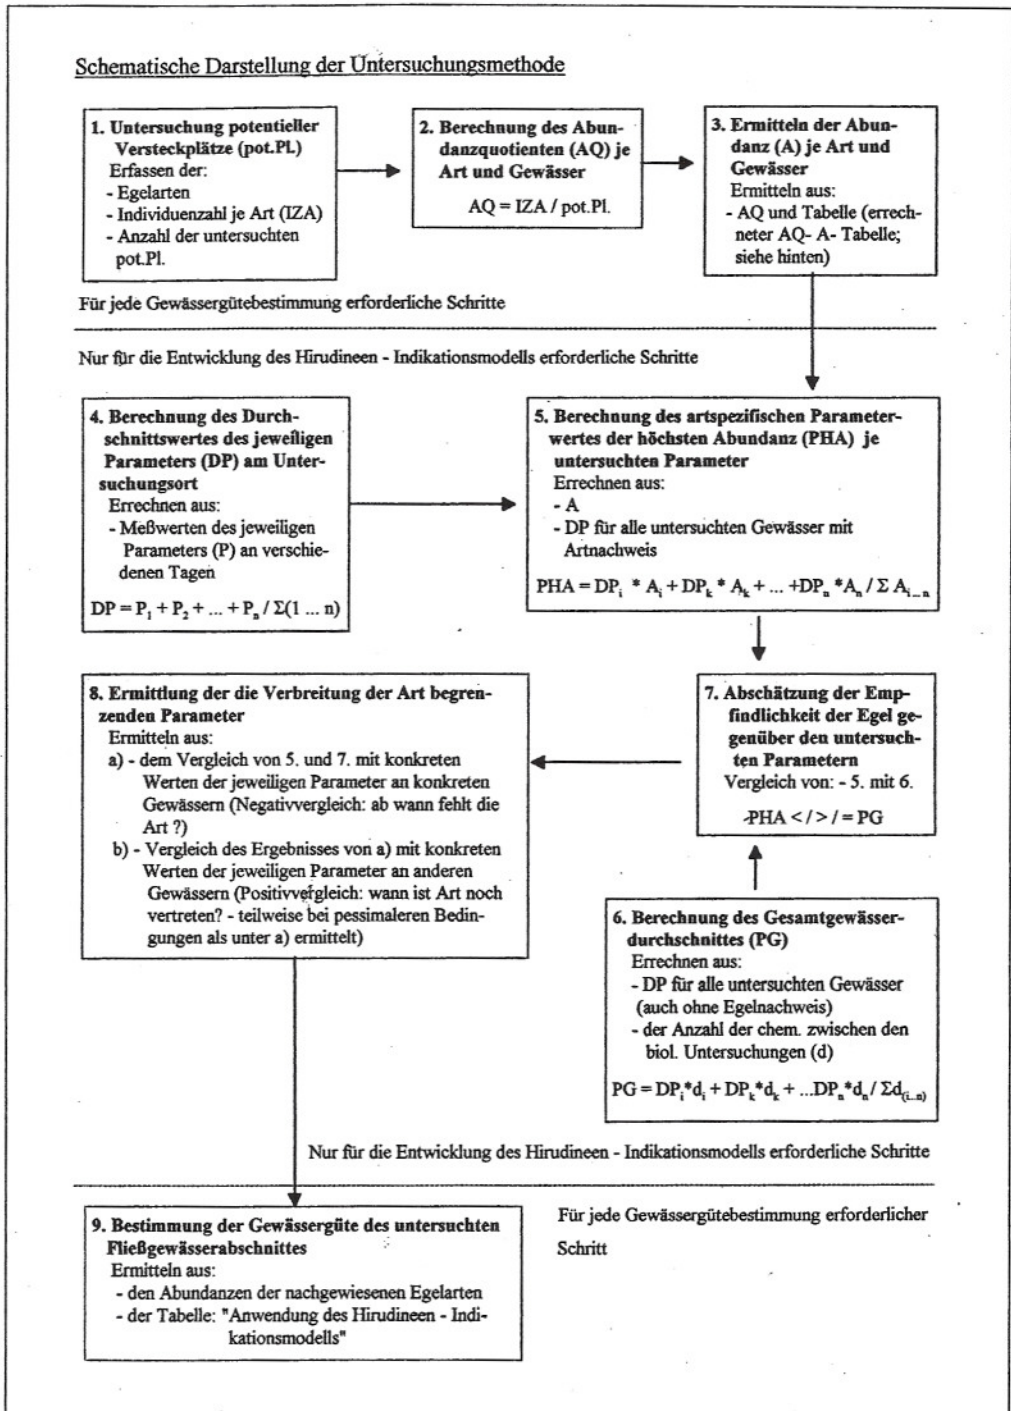 Schematische Darstellung der Untersuchungsmethode
1. Untersuchung potentieller
Versteckplätze (pot.Pl.)
Erfassen der:
- Egelarten
- Individuenzahl je Art (IZA)
- Anzahl der untersuchten
pot.Pl.
2. Berechnung des Abun-
danzquotienten (AQ) je
Art und Gewässer
AQ = IZA / pot.Pl.
3. Ermitteln der Abun-
danz (A) je Art und
Gewässer
Ermitteln aus:
- AQ und Tabelle (errech-
neter AQ- A- Tabelle;
siehe hinten)
Für jede Gewässergütebestimmung erforderliche Schritte
Nur für die Entwicklung des Hirudineen - Indikationsmodells erforderliche Schritte
4. Berechnung des Durch-
schnittswertes des jeweiligen
Parameters (DP) am Unter-
suchungsort
Errechnen aus:
- Meßwerten des jeweiligen
Parameters (P) an verschie-
denen Tagen
DP = P₁ + P₂ + ... + Pₙ / Σ(1 ... n)
5. Berechnung des artspezifischen Parameter-
wertes der höchsten Abundanz (PHA) je
untersuchten Parameter
Errechnen aus:
- A
- DP für alle untersuchten Gewässer mit
Artnachweis
PHA = DPᵢ * Aᵢ + DPₖ * Aₖ + ... +DPₙ *Aₙ / Σ Aᵢ...ₙ
8. Ermittlung der die Verbreitung der Art begren-
zenden Parameter
Ermitteln aus:
a) - dem Vergleich von 5. und 7. mit konkreten
Werten der jeweiligen Parameter an konkreten
Gewässern (Negativvergleich: ab wann fehlt die
Art ?)
b) - Vergleich des Ergebnisses von a) mit konkreten
Werten der jeweiligen Parameter an anderen
Gewässern (Positivvergleich: wann ist Art noch
vertreten? - teilweise bei pessimaleren Bedin-
gungen als unter a) ermittelt)
7. Abschätzung der Emp-
findlichkeit der Egel ge-
genüber den untersuch-
ten Parametern
Vergleich von: - 5. mit 6.
-PHA < / > / = PG
6. Berechnung des Gesamtgewässer-
durchschnittes (PG)
Errechnen aus:
- DP für alle untersuchten Gewässer
(auch ohne Egelnachweis)
- der Anzahl der chem. zwischen den
biol. Untersuchungen (d)
PG = DPᵢ*dᵢ + DPₖ*dₖ + ...DPₙ*dₙ / Σd₍ᵢ...ₙ₎
Nur für die Entwicklung des Hirudineen - Indikationsmodells erforderliche Schritte
9. Bestimmung der Gewässergüte des untersuchten
Fließgewässerabschnittes
Ermitteln aus:
- den Abundanzen der nachgewiesenen Egelarten
- der Tabelle: "Anwendung des Hirudineen - Indi-
kationsmodells"
Für jede Gewässergütebestimmung erforderlicher
Schritt